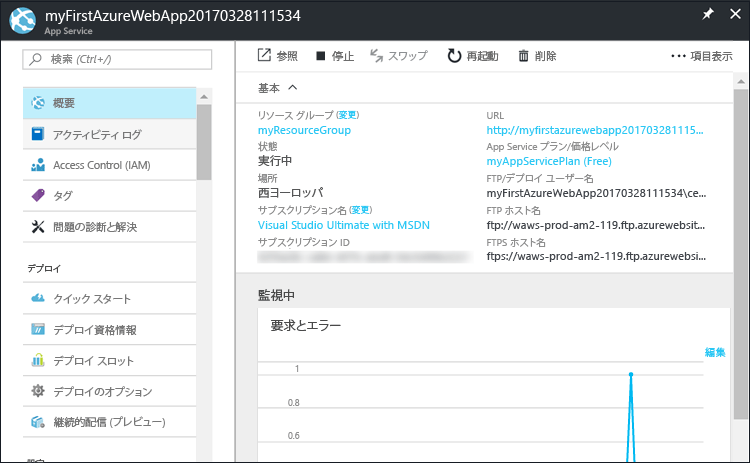 myFirstAzureWebApp20170328111534
App Service
検索 (Ctrl+/)
概要
アクティビティ ログ
Access Control (IAM)
タグ
問題の診断と解決
デプロイ
クイック スタート
デプロイ資格情報
デプロイ スロット
デプロイのオプション
継続的配信 (プレビュー)
参照 停止 スワップ 再起動 削除 ••• 項目表示
基本
リソース グループ (変更)
myResourceGroup
状態
実行中
場所
西ヨーロッパ
サブスクリプション名 (変更)
Visual Studio Ultimate with MSDN
サブスクリプション ID
URL
http://myfirstazurewebapp201703281115...
App Service プラン/価格レベル
myAppServicePlan (Free)
FTP/デプロイ ユーザー名
myFirstAzureWebApp20170328111534\ce...
FTP ホスト名
ftp://waws-prod-am2-119.ftp.azurewebsit...
FTPS ホスト名
ftps://waws-prod-am2-119.ftp.azurewebsi...
監視中
要求とエラー
編集
1
0.8
0.6